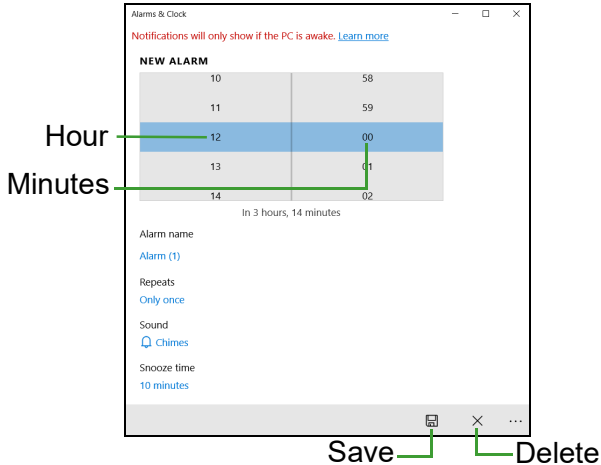 Alarms & Clock
Notifications will only show if the PC is awake. Learn more
NEW ALARM
10 58
11 59
Hour 12 00
13 01
Minutes
14 02
In 3 hours, 14 minutes
Alarm name
Alarm (1)
Repeats
Only once
Sound
Chimes
Snooze time
10 minutes
Save Delete